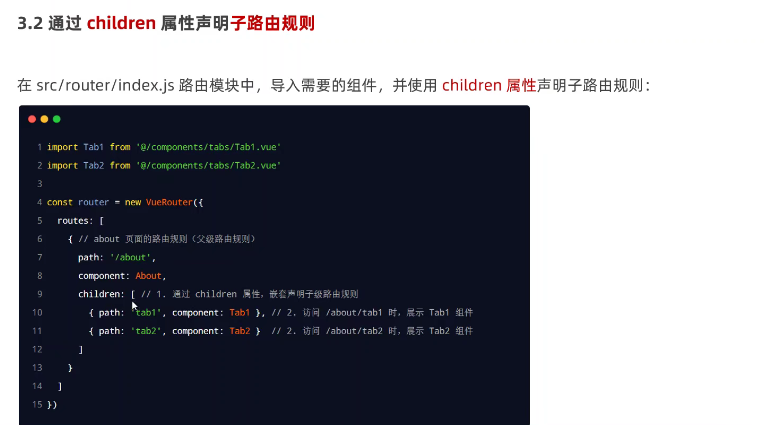 3.2 通过 children 属性声明子路由规则
在 src/router/index.js 路由模块中，导入需要的组件，并使用 children 属性声明子路由规则：
1 import Tab1 from '@/components/tabs/Tab1.vue'
2 import Tab2 from '@/components/tabs/Tab2.vue'
3
4 const router = new VueRouter({
5   routes: [
6     { // about 页面的路由规则（父级路由规则）
7       path: '/about',
8       component: About,
9       children: [ // 1. 通过 children 属性，嵌套声明子级路由规则
10         { path: 'tab1', component: Tab1 }, // 2. 访问 /about/tab1 时，展示 Tab1 组件
11         { path: 'tab2', component: Tab2 }  // 2. 访问 /about/tab2 时，展示 Tab2 组件
12       ]
13     }
14   ]
15 })